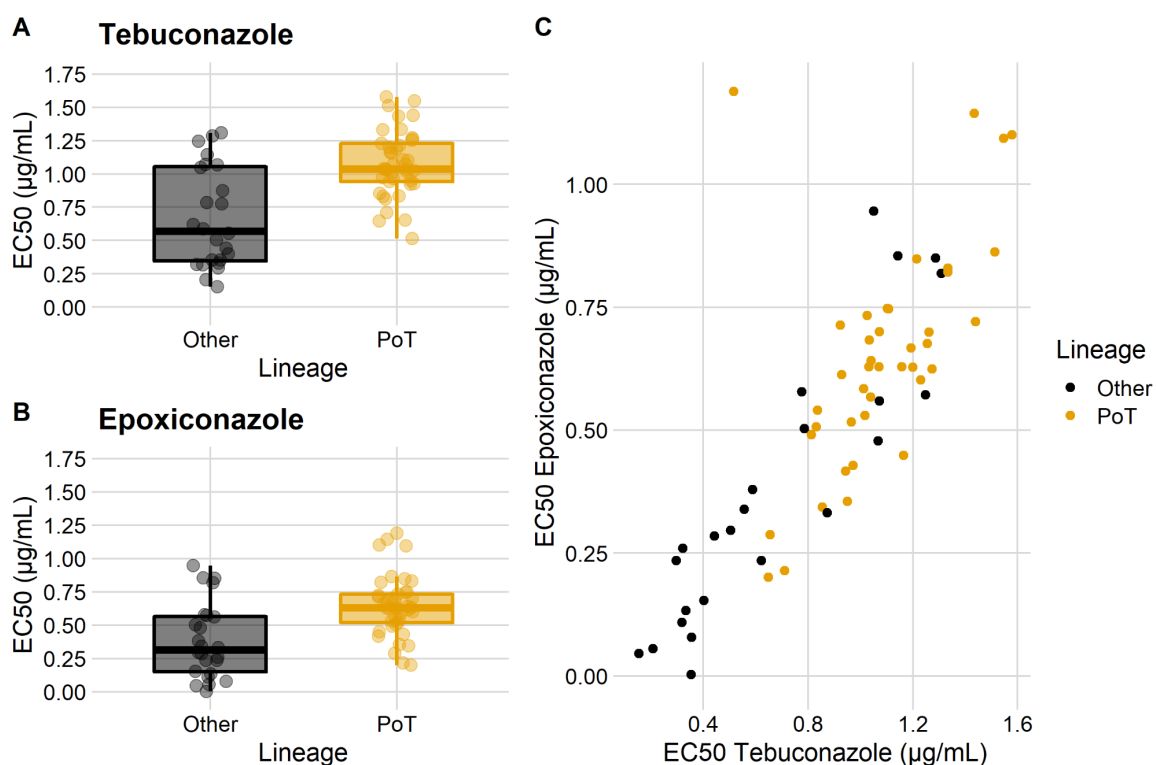 A
Tebuconazole
EC50 (µg/mL)
1.75
1.50
1.25
1.00
0.75
0.50
0.25
0.00
Other PoT
Lineage
B
Epoxiconazole
EC50 (µg/mL)
1.75
1.50
1.25
1.00
0.75
0.50
0.25
0.00
Other PoT
Lineage
C
EC50 Epoxiconazole (µg/mL)
1.00
0.75
0.50
0.25
0.00
0.4 0.8 1.2 1.6
EC50 Tebuconazole (µg/mL)
Lineage
Other
PoT